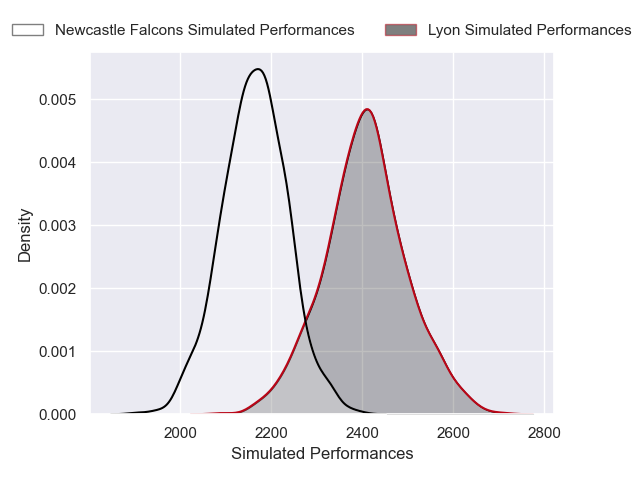 Newcastle Falcons Simulated Performances Lyon Simulated Performances
0.005
0.004
0.003
0.002
0.001
0.000
Density
2000 2200 2400 2600 2800
Simulated Performances